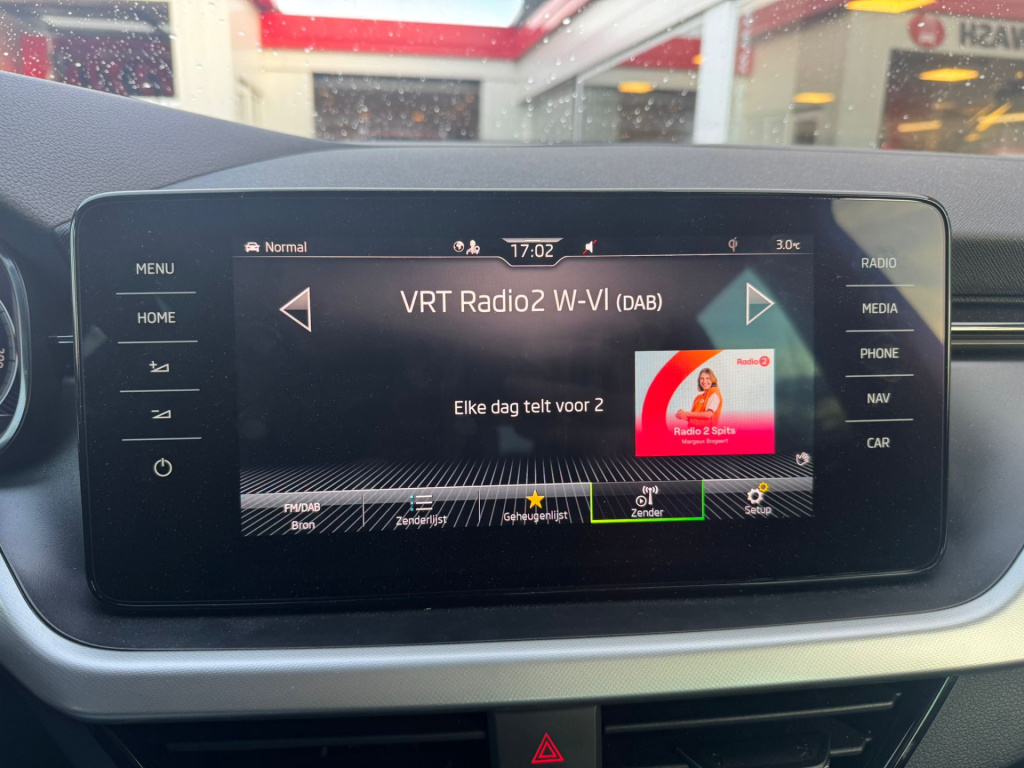 WASH
Normal
17:02
3.0°C
MENU
HOME
RADIO
MEDIA
PHONE
NAV
CAR
VRT Radio2 W-Vl (DAB)
Elke dag telt voor 2
Radio 2
Radio 2 Spits
Margaux Bogaert
FM/DAB
Bron
Zenderlijst
Geheugenlijst
Zender
Setup